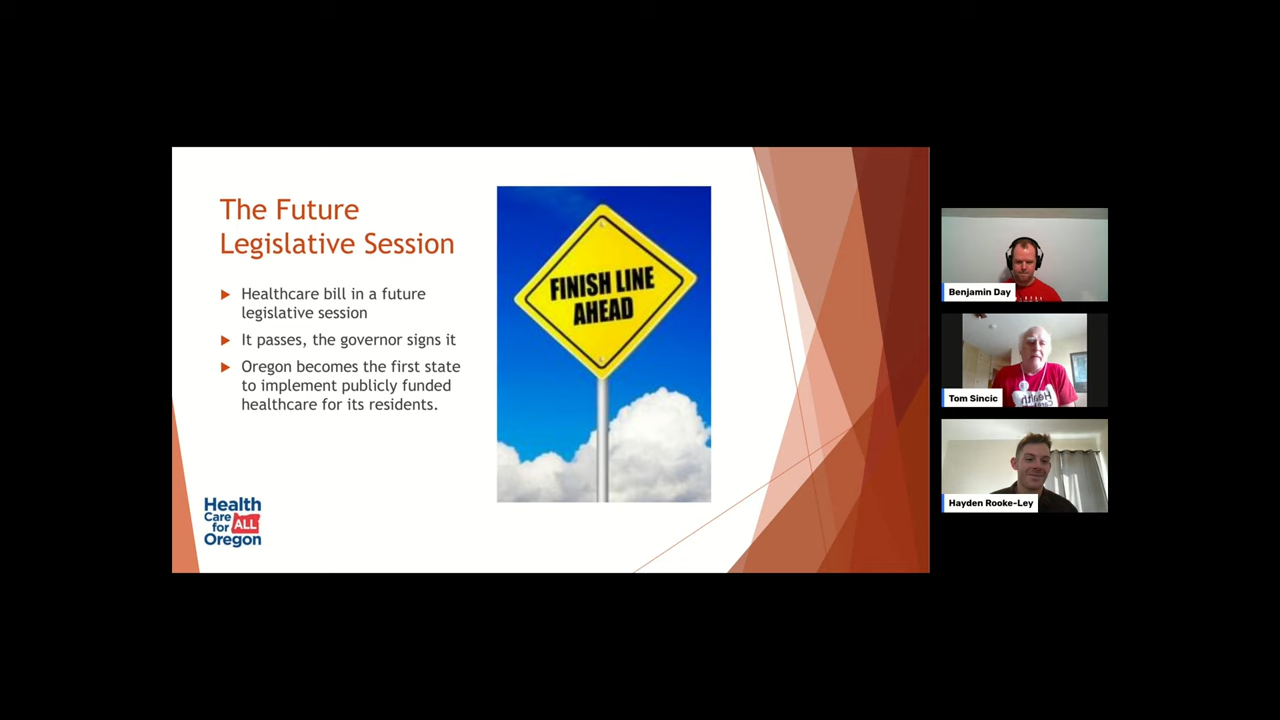 The Future
Legislative Session
Healthcare bill in a future
legislative session
It passes, the governor signs it
Oregon becomes the first state
to implement publicly funded
healthcare for its residents.
FINISH LINE
AHEAD
Health
Care for ALL
Oregon
Benjamin Day
Tom Sincic
Health
Hayden Rooke-Ley